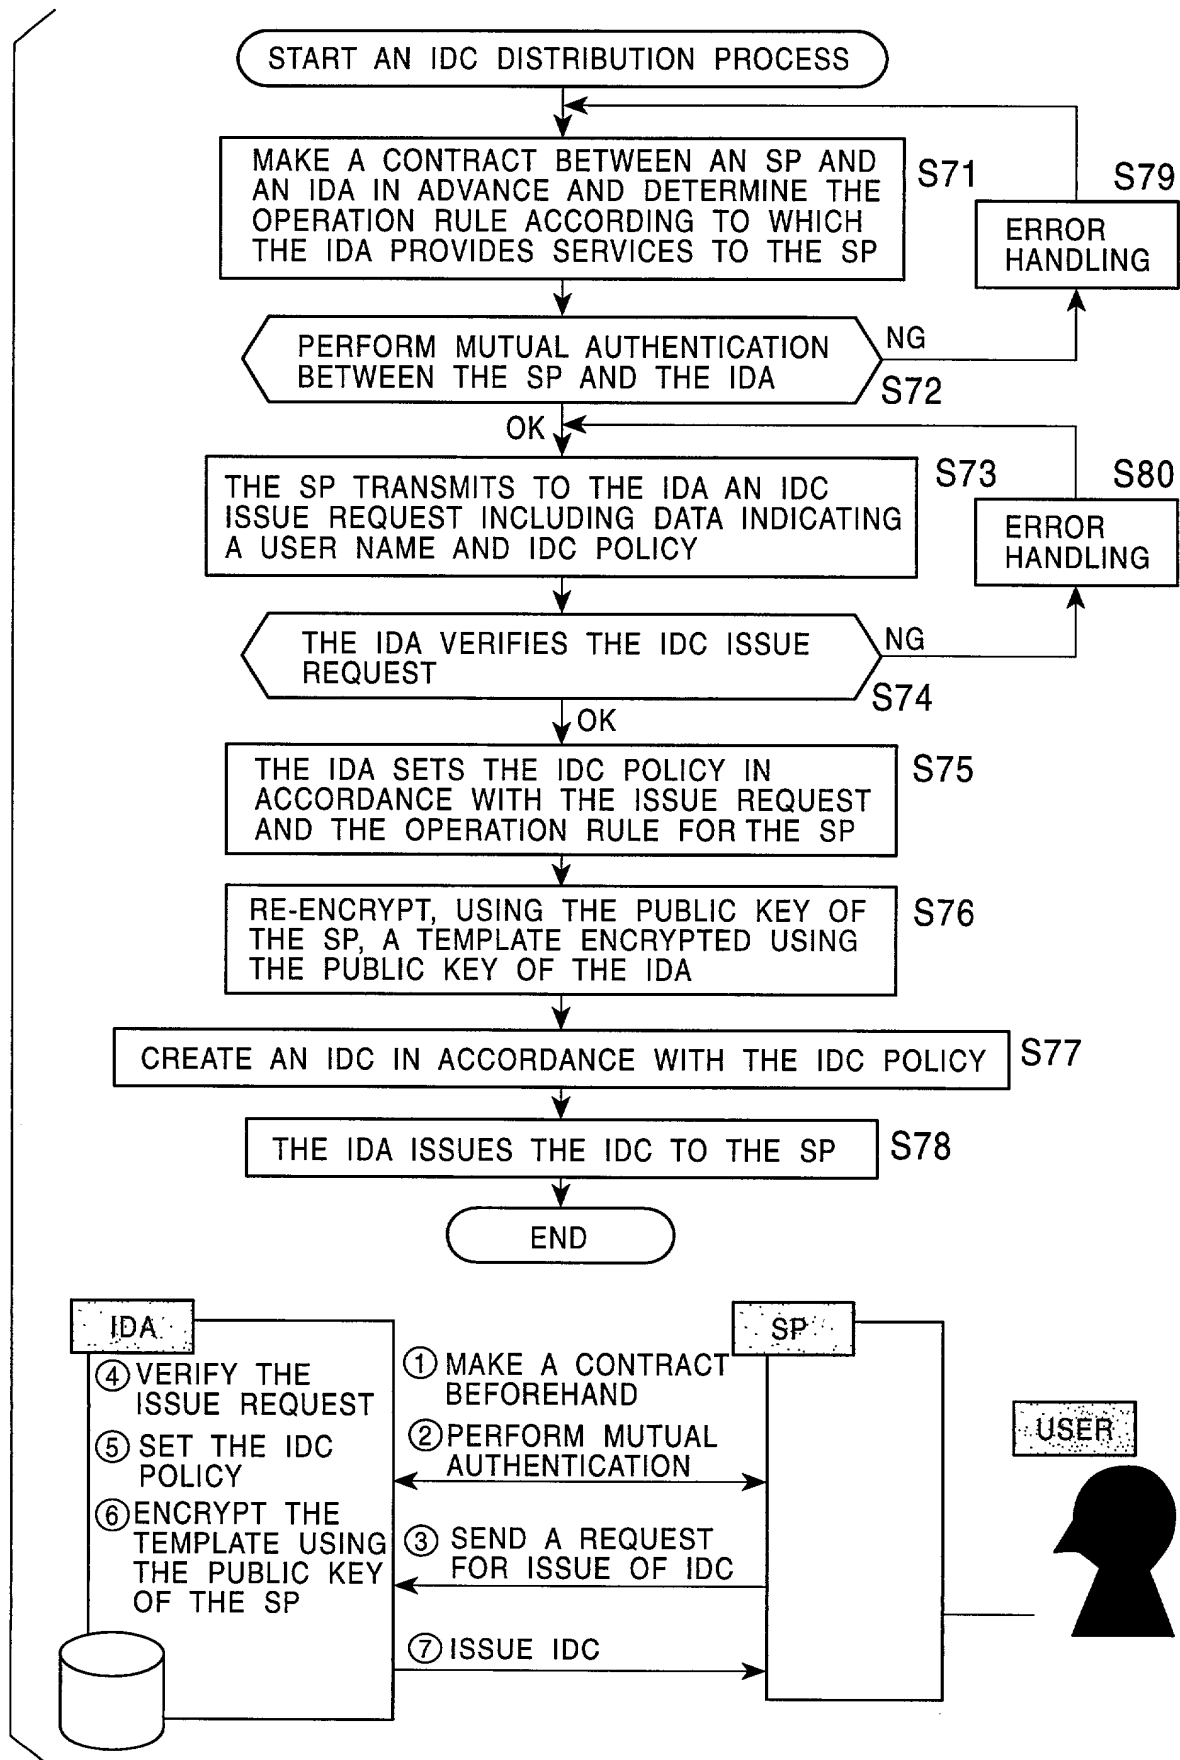 START AN IDC DISTRIBUTION PROCESS
MAKE A CONTRACT BETWEEN AN SP AND
AN IDA IN ADVANCE AND DETERMINE THE
OPERATION RULE ACCORDING TO WHICH
THE IDA PROVIDES SERVICES TO THE SP
S71
S79
ERROR
HANDLING
PERFORM MUTUAL AUTHENTICATION
BETWEEN THE SP AND THE IDA
NG
S72
OK
THE SP TRANSMITS TO THE IDA AN IDC
ISSUE REQUEST INCLUDING DATA INDICATING
A USER NAME AND IDC POLICY
S73
S80
ERROR
HANDLING
THE IDA VERIFIES THE IDC ISSUE
REQUEST
NG
S74
OK
THE IDA SETS THE IDC POLICY IN
ACCORDANCE WITH THE ISSUE REQUEST
AND THE OPERATION RULE FOR THE SP
S75
RE-ENCRYPT, USING THE PUBLIC KEY OF
THE SP, A TEMPLATE ENCRYPTED USING
THE PUBLIC KEY OF THE IDA
S76
CREATE AN IDC IN ACCORDANCE WITH THE IDC POLICY
S77
THE IDA ISSUES THE IDC TO THE SP
S78
END
IDA
④ VERIFY THE
ISSUE REQUEST
⑤ SET THE IDC
POLICY
⑥ ENCRYPT THE
TEMPLATE USING
THE PUBLIC KEY
OF THE SP
① MAKE A CONTRACT
BEFOREHAND
② PERFORM MUTUAL
AUTHENTICATION
③ SEND A REQUEST
FOR ISSUE OF IDC
⑦ ISSUE IDC
SP
USER